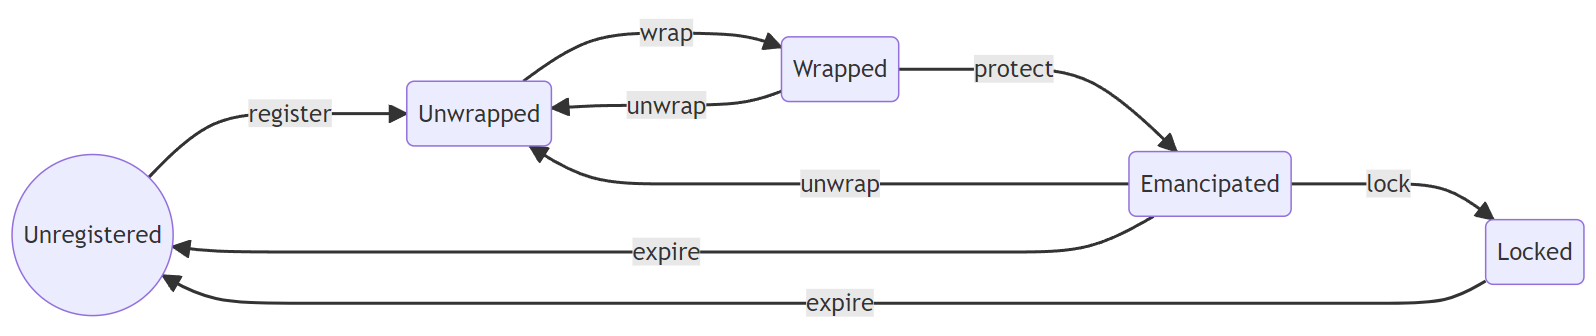 wrap
Wrapped
protect
unwrap
register
Unwrapped
unwrap
Emancipated
lock
Unregistered
expire
Locked
expire